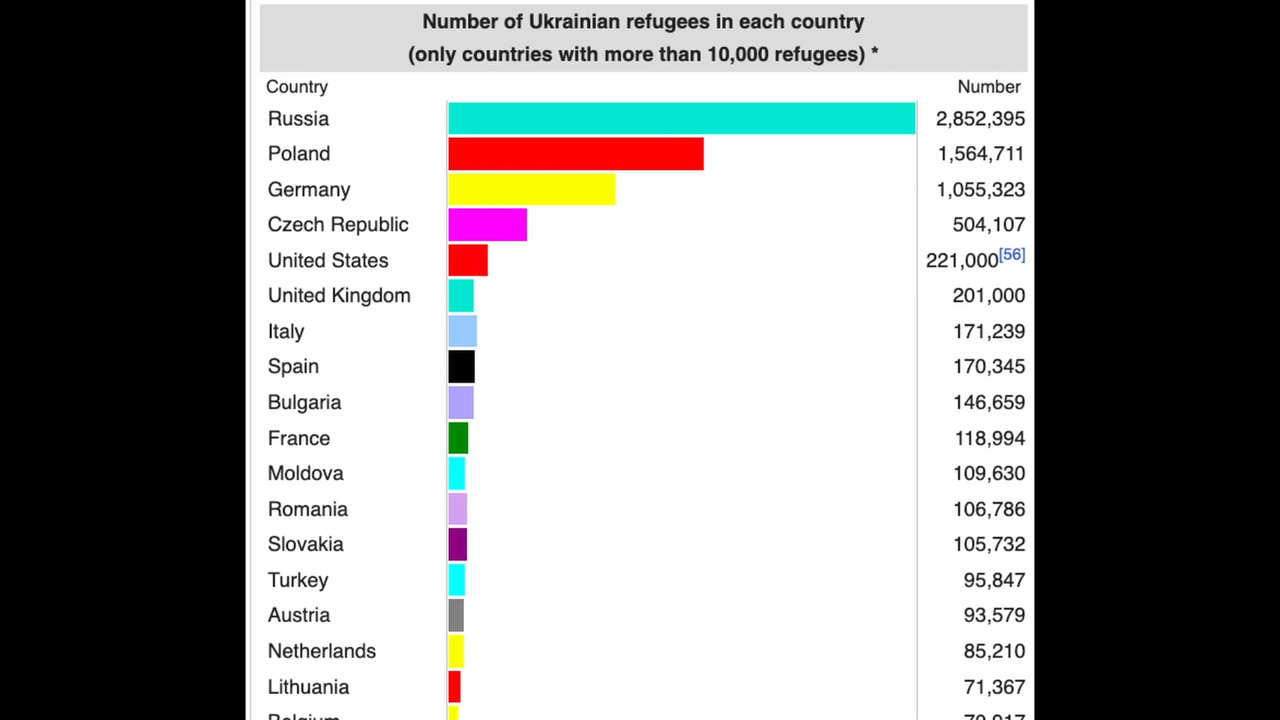 Number of Ukrainian refugees in each country
(only countries with more than 10,000 refugees) *
Country Number
Russia 2,852,395
Poland 1,564,711
Germany 1,055,323
Czech Republic 504,107
United States 221,000[56]
United Kingdom 201,000
Italy 171,239
Spain 170,345
Bulgaria 146,659
France 118,994
Moldova 109,630
Romania 106,786
Slovakia 105,732
Turkey 95,847
Austria 93,579
Netherlands 85,210
Lithuania 71,367
Belgium